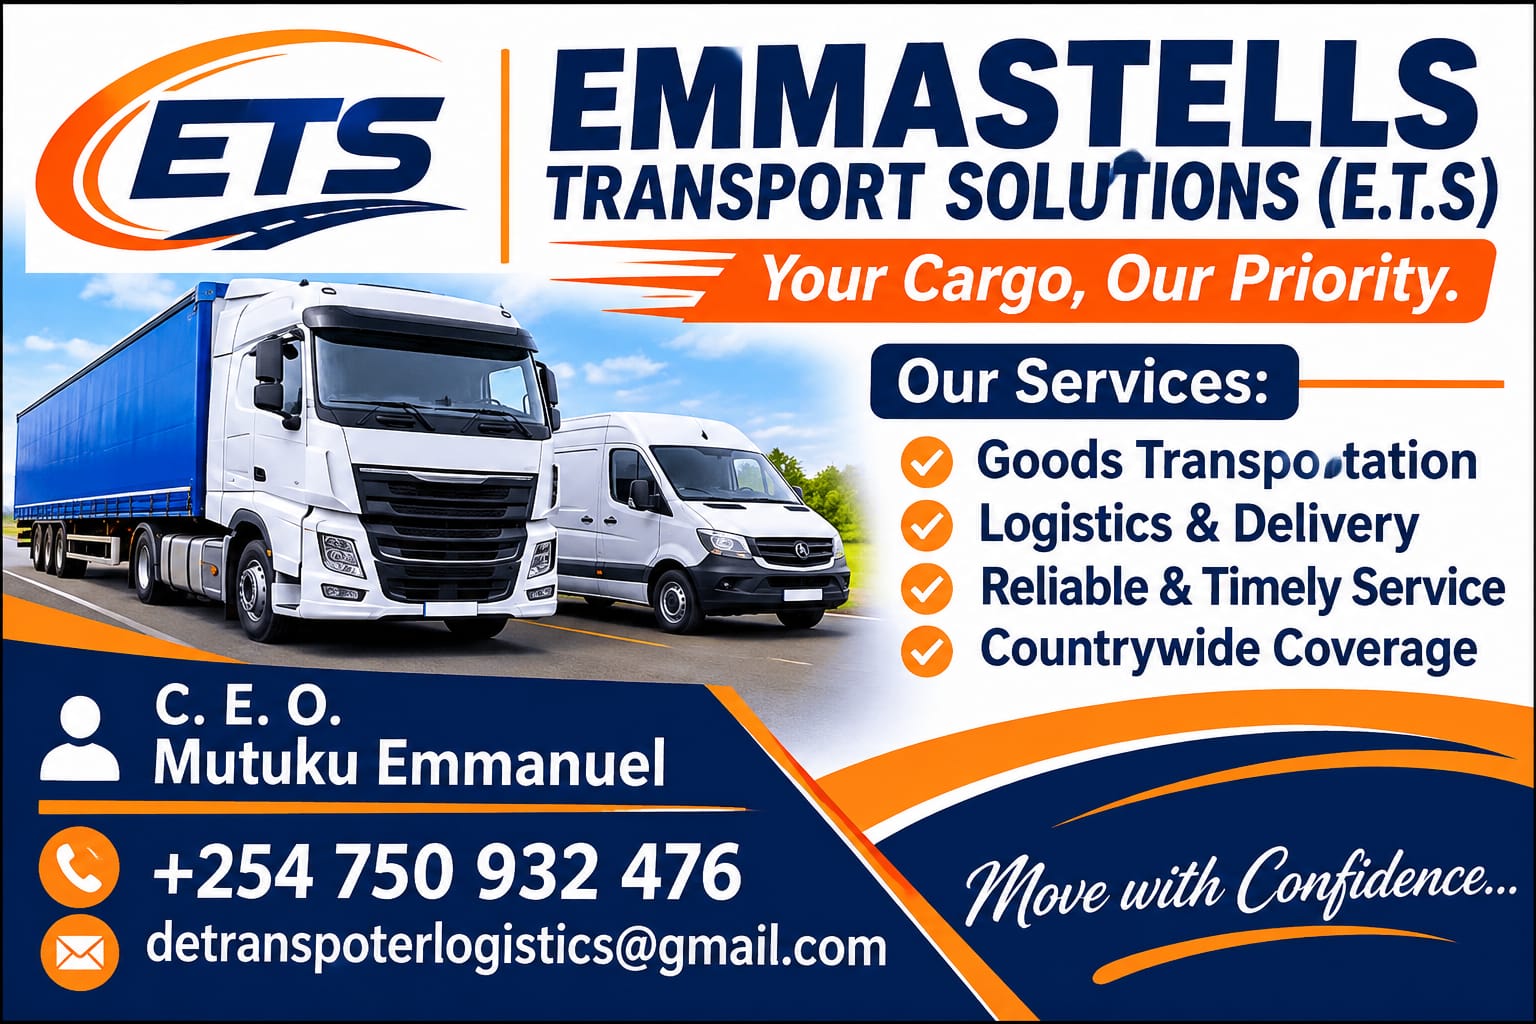 ETS
EMMASTELLS
TRANSPORT SOLUTIONS (E.T.S)
Your Cargo, Our Priority.
Our Services:
Goods Transpo tation
Logistics & Delivery
Reliable & Timely Service
Countrywide Coverage
C. E. O.
Mutuku Emmanuel
+254 750 932 476
detranspoterlogistics@gmail.com
Move with Confidence...